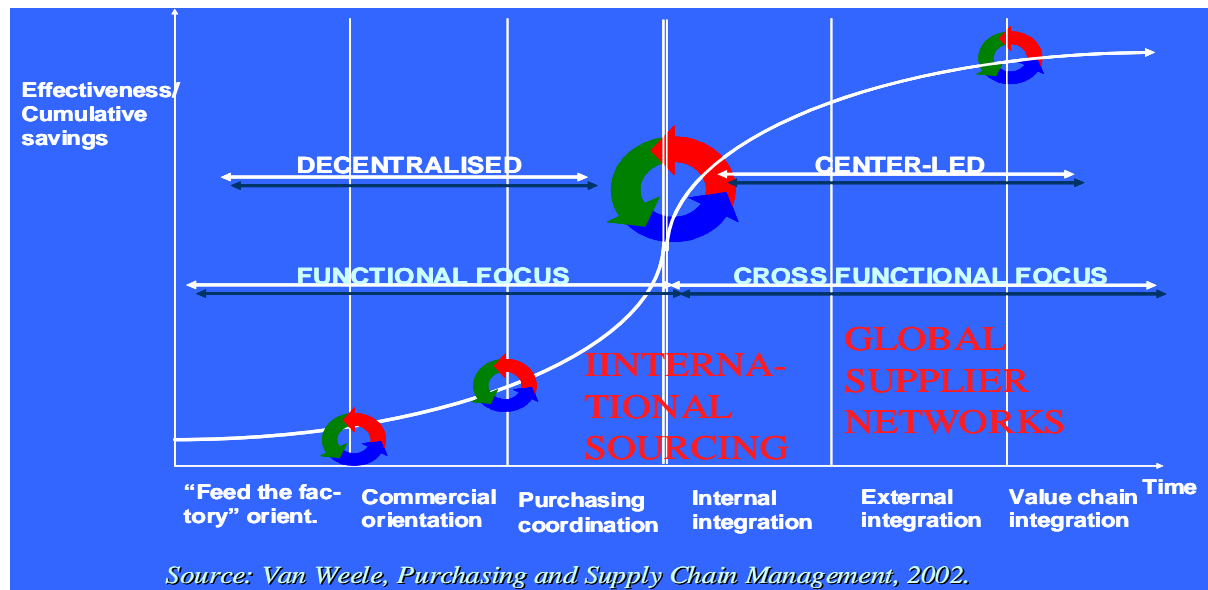 Effectiveness/
Cumulative
savings
DECENTRALISED
CENTER-LED
FUNCTIONAL FOCUS
CROSS FUNCTIONAL FOCUS
IINTERNA-
TIONAL
SOURCING
GLOBAL
SUPPLIER
NETWORKS
“Feed the fac-
tory” orient.
Commercial
orientation
Purchasing
coordination
Internal
integration
External
integration
Value chain
integration
Time
Source: Van Weele, Purchasing and Supply Chain Management, 2002.